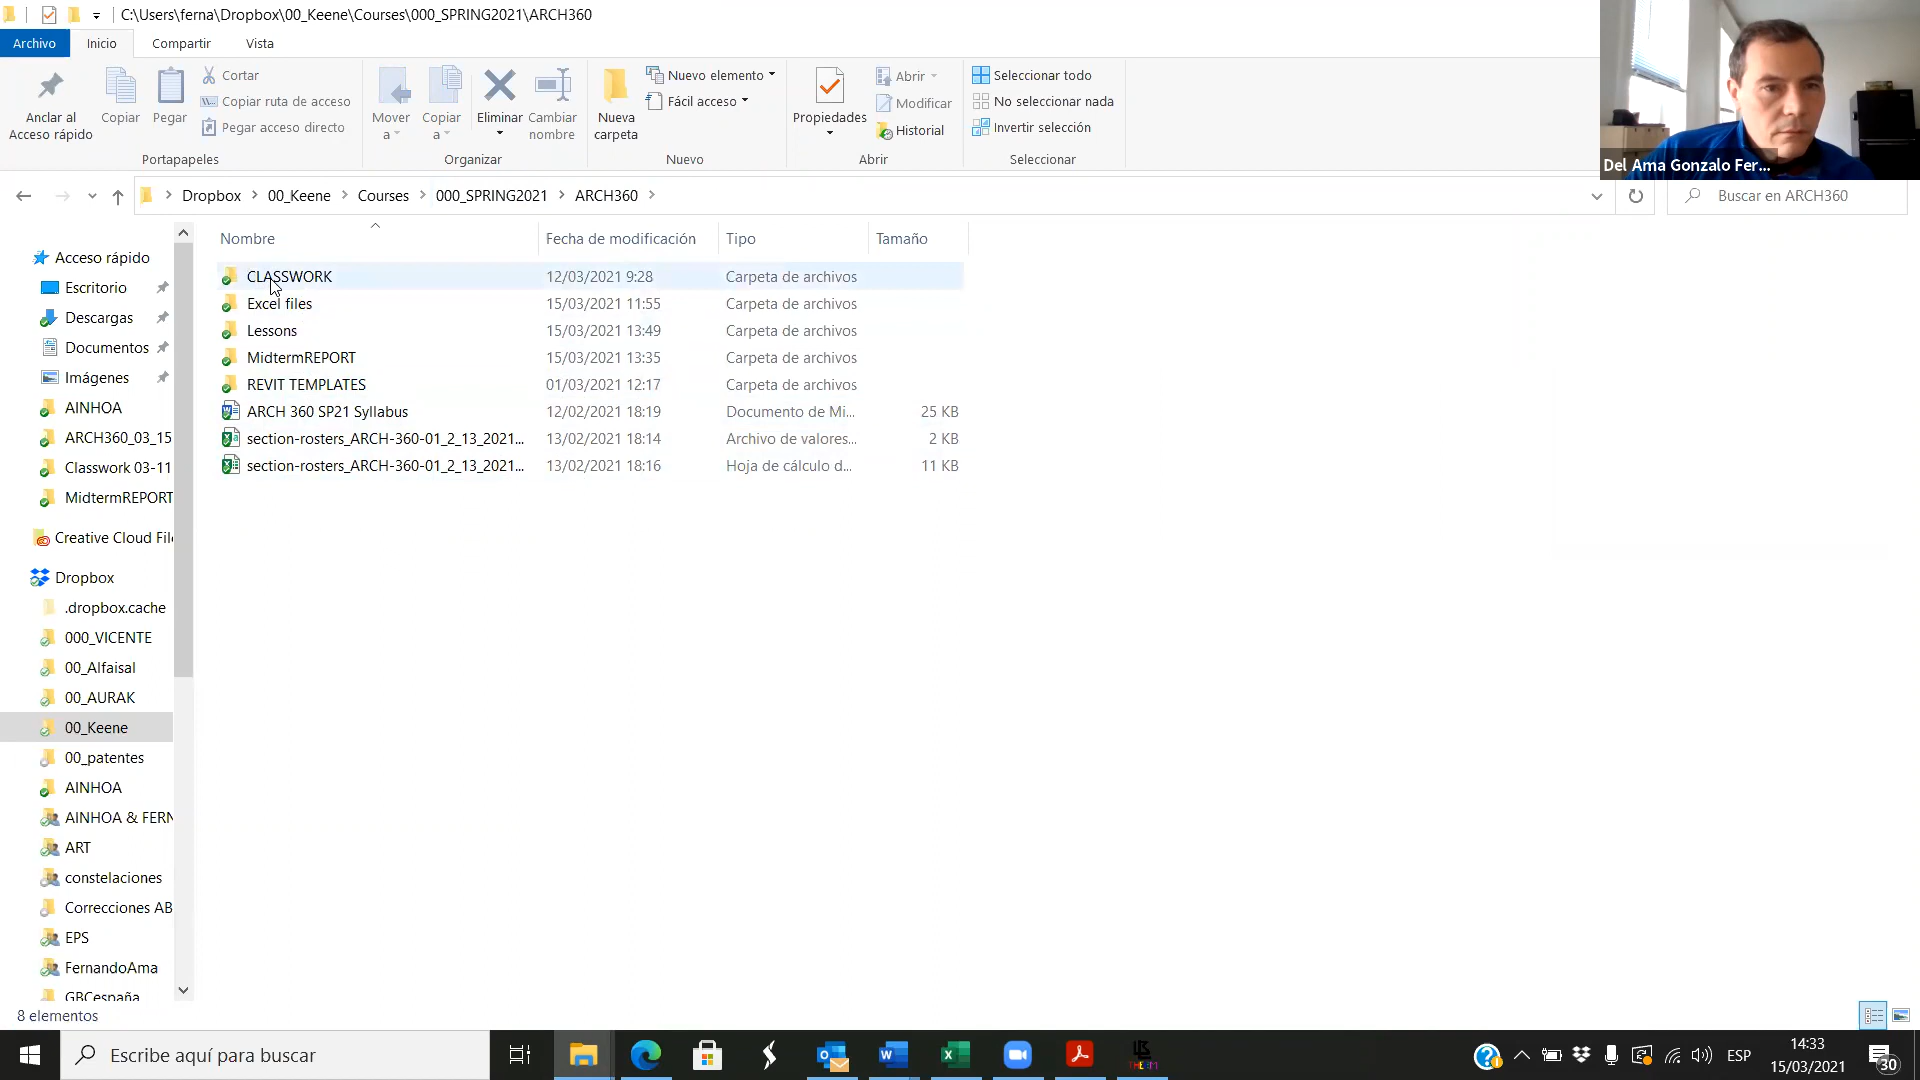 C:\Users\ferna\Dropbox\00_Keene\Courses\000_SPRING2021\ARCH360
Archivo
Inicio
Compartir
Vista
Anclar al
Acceso rápido
Copiar
Pegar
Cortar
Copiar ruta de acceso
Pegar acceso directo
Portapapeles
Mover
a
Copiar
a
Eliminar
Cambiar
nombre
Organizar
Nueva
carpeta
Nuevo elemento
Fácil acceso
Nuevo
Propiedades
Abrir
Modificar
Historial
Abrir
Seleccionar todo
No seleccionar nada
Invertir selección
Seleccionar
Del Ama Gonzalo Fer...
Dropbox
00_Keene
Courses
000_SPRING2021
ARCH360
Buscar en ARCH360
Nombre
Fecha de modificación
Tipo
Tamaño
CLASSWORK 12/03/2021 9:28 Carpeta de archivos
Excel files 15/03/2021 11:55 Carpeta de archivos
Lessons 15/03/2021 13:49 Carpeta de archivos
MidtermREPORT 15/03/2021 13:35 Carpeta de archivos
REVIT TEMPLATES 01/03/2021 12:17 Carpeta de archivos
ARCH 360 SP21 Syllabus 12/02/2021 18:19 Documento de Mi... 25 KB
section-rosters_ARCH-360-01_2_13_2021... 13/02/2021 18:14 Archivo de valores... 2 KB
section-rosters_ARCH-360-01_2_13_2021... 13/02/2021 18:16 Hoja de cálculo d... 11 KB
Acceso rápido
Escritorio
Descargas
Documentos
Imágenes
AINHOA
ARCH360_03_15
Classwork 03-11
MidtermREPORT
Creative Cloud File
Dropbox
.dropbox.cache
000_VICENTE
00_Alfaisal
00_AURAK
00_Keene
00_patentes
AINHOA
AINHOA & FERN
ART
constelaciones
Correcciones AB
EPS
FernandoAma
GBCespaña
8 elementos
Escribe aquí para buscar
ESP
14:33
15/03/2021
30